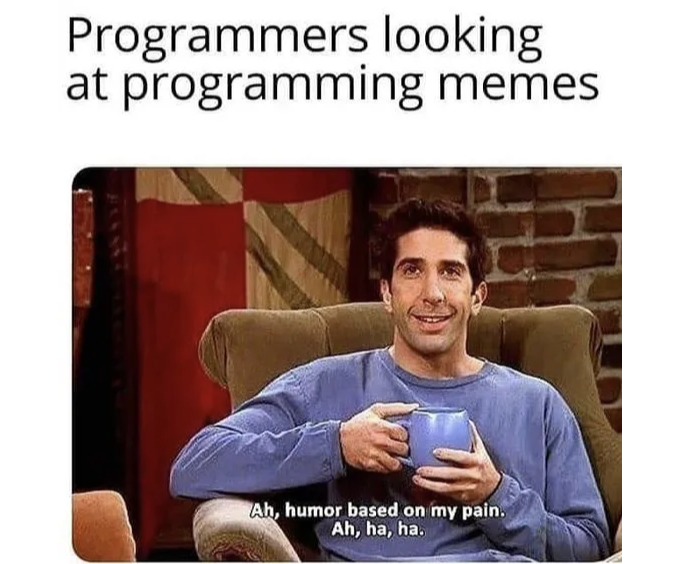 Programmers looking
at programming memes
Ah, humor based on my pain.
Ah, ha, ha.